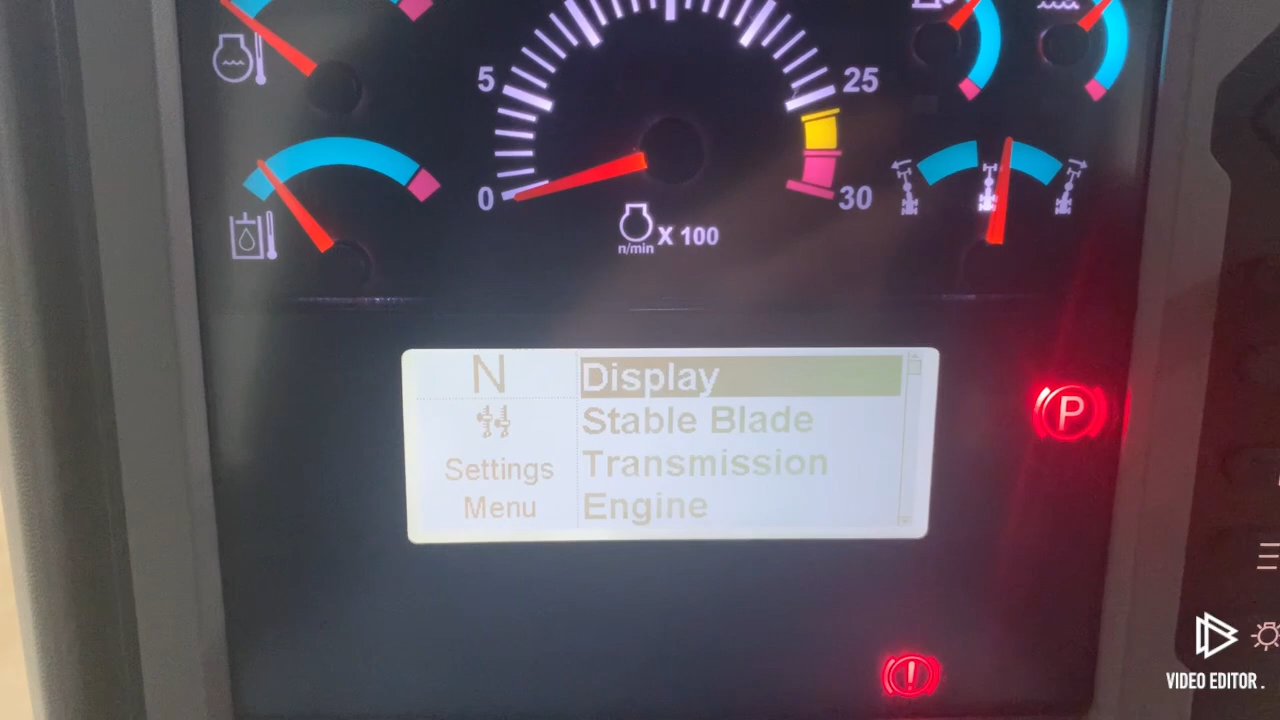 5
25
0
30
n/min X 100
N
Display
Stable Blade
Settings
Transmission
Menu
Engine
P
VIDEO EDITOR .